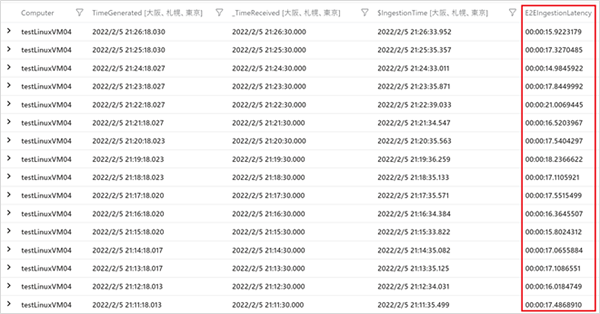 Computer TimeGenerated [大阪、札幌、東京] _TimeReceived [大阪、札幌、東京] $IngestionTime [大阪、札幌、東京] E2EIngestionLatency
testLinuxVM04 2022/2/5 21:26:18.030 2022/2/5 21:26:30.000 2022/2/5 21:26:33.952 00:00:15.9223179
testLinuxVM04 2022/2/5 21:25:18.030 2022/2/5 21:25:30.000 2022/2/5 21:25:35.357 00:00:17.3270485
testLinuxVM04 2022/2/5 21:24:18.027 2022/2/5 21:24:30.000 2022/2/5 21:24:33.011 00:00:14.9845922
testLinuxVM04 2022/2/5 21:23:18.027 2022/2/5 21:23:30.000 2022/2/5 21:23:35.871 00:00:17.8449992
testLinuxVM04 2022/2/5 21:22:18.027 2022/2/5 21:22:30.000 2022/2/5 21:22:39.033 00:00:21.0069445
testLinuxVM04 2022/2/5 21:21:18.027 2022/2/5 21:21:30.000 2022/2/5 21:21:34.547 00:00:16.5203967
testLinuxVM04 2022/2/5 21:20:18.023 2022/2/5 21:20:30.000 2022/2/5 21:20:35.563 00:00:17.5404297
testLinuxVM04 2022/2/5 21:19:18.023 2022/2/5 21:19:30.000 2022/2/5 21:19:36.259 00:00:18.2366622
testLinuxVM04 2022/2/5 21:18:18.023 2022/2/5 21:18:30.000 2022/2/5 21:18:35.133 00:00:17.1105921
testLinuxVM04 2022/2/5 21:17:18.020 2022/2/5 21:17:30.000 2022/2/5 21:17:35.571 00:00:17.5515499
testLinuxVM04 2022/2/5 21:16:18.020 2022/2/5 21:16:30.000 2022/2/5 21:16:34.384 00:00:16.3645507
testLinuxVM04 2022/2/5 21:15:18.020 2022/2/5 21:15:30.000 2022/2/5 21:15:33.822 00:00:15.8024312
testLinuxVM04 2022/2/5 21:14:18.017 2022/2/5 21:14:30.000 2022/2/5 21:14:35.082 00:00:17.0655884
testLinuxVM04 2022/2/5 21:13:18.017 2022/2/5 21:13:30.000 2022/2/5 21:13:35.125 00:00:17.1086551
testLinuxVM04 2022/2/5 21:12:18.013 2022/2/5 21:12:30.000 2022/2/5 21:12:34.031 00:00:16.0184749
testLinuxVM04 2022/2/5 21:11:18.013 2022/2/5 21:11:30.000 2022/2/5 21:11:35.499 00:00:17.4868910